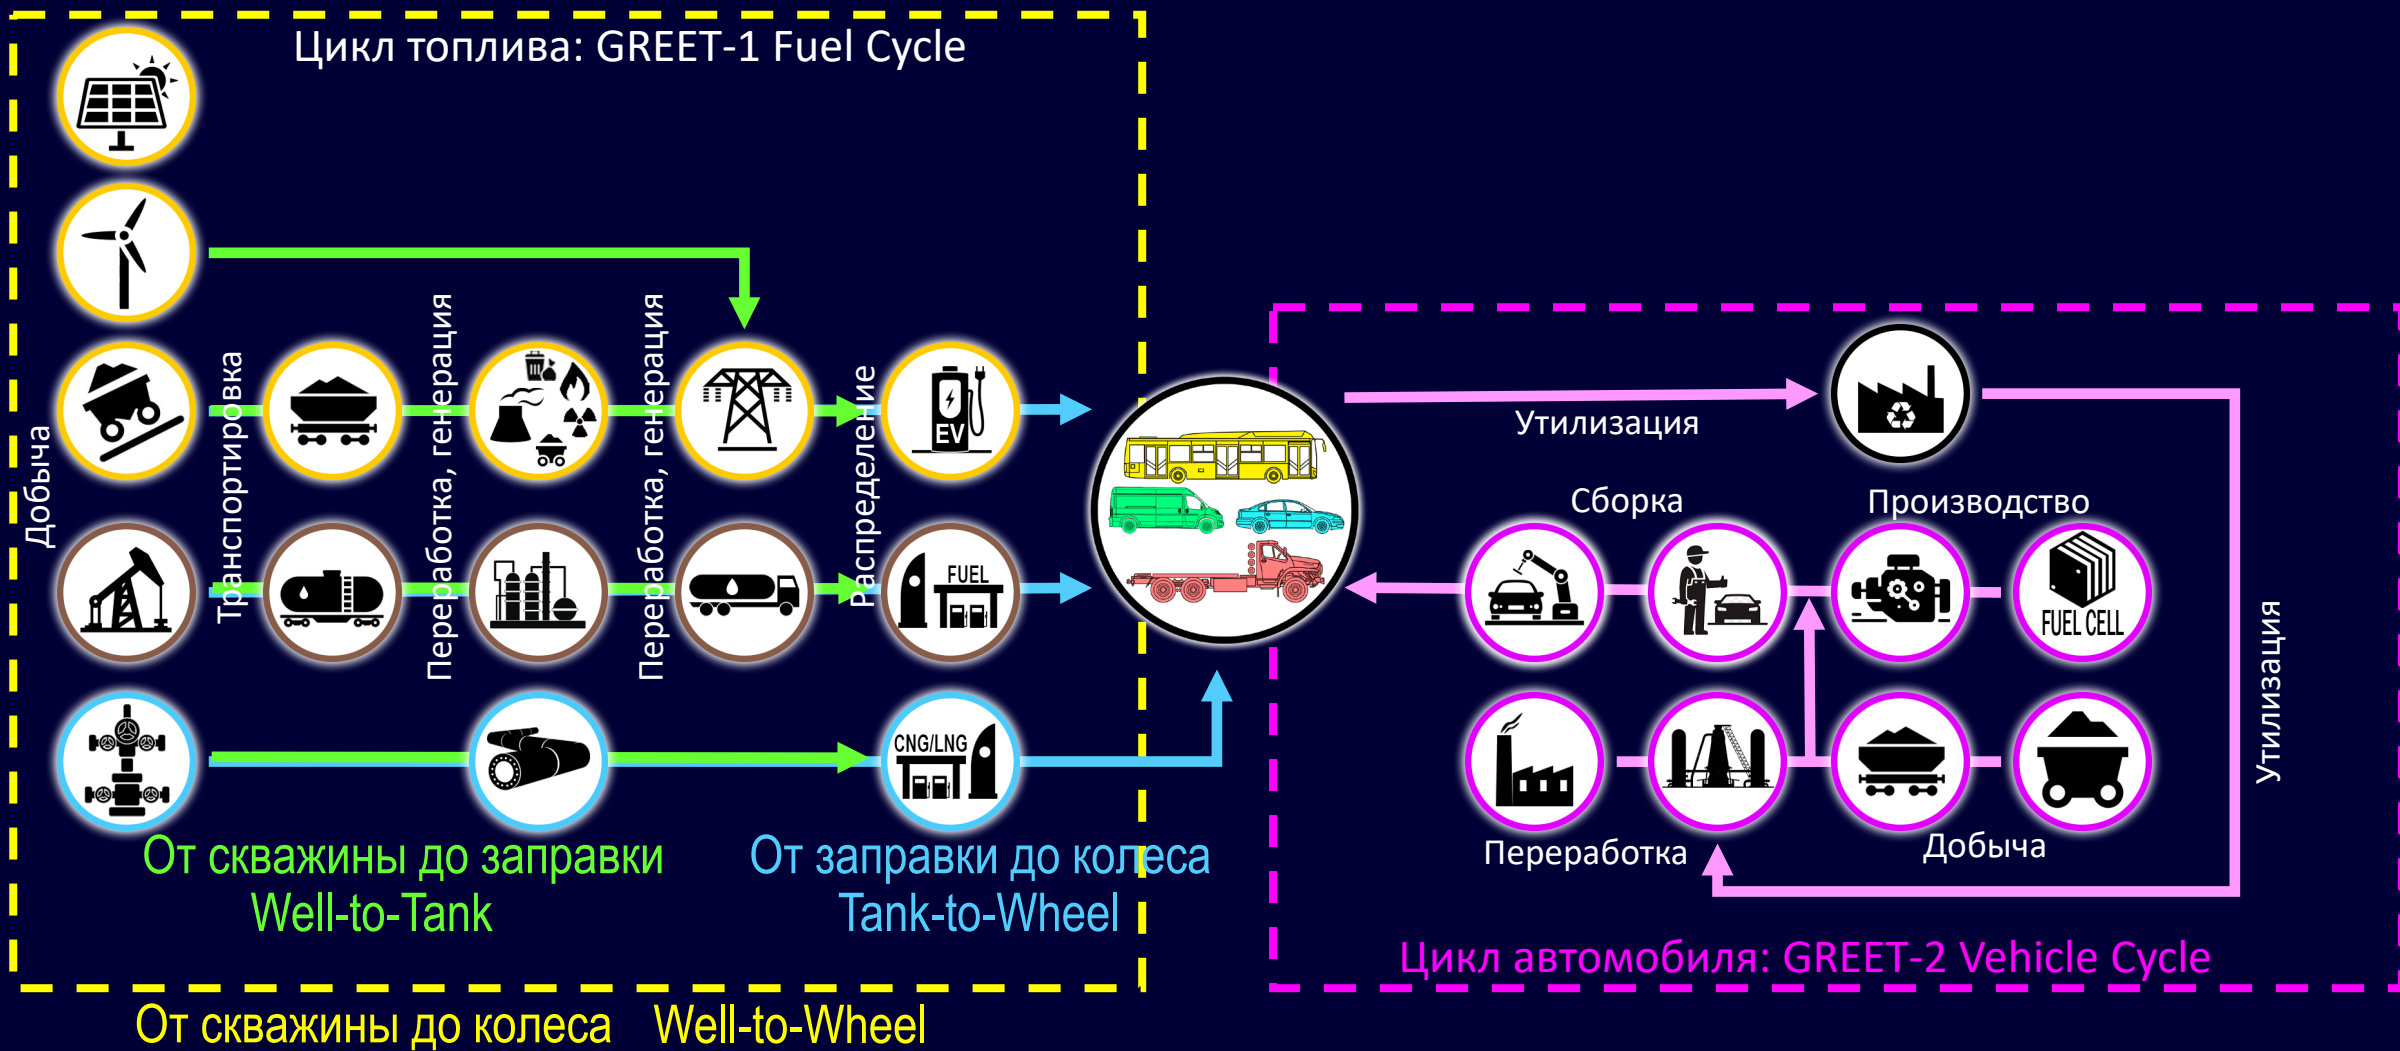 Цикл топлива: GREET-1 Fuel Cycle
Добыча
Транспортировка
Переработка, генерация
Переработка, генерация
Распределение
EV
FUEL
CNG/LNG
От скважины до заправки
Well-to-Tank
От заправки до колеса
Tank-to-Wheel
От скважины до колеса Well-to-Wheel
Утилизация
Сборка
Производство
FUEL CELL
Утилизация
Переработка
Добыча
Цикл автомобиля: GREET-2 Vehicle Cycle